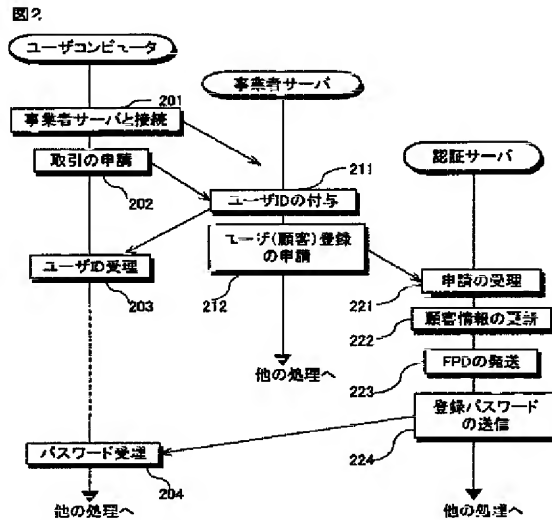 図2
ユーザコンピュータ
事業者サーバ
認証サーバ
201
事業者サーバと接続
取引の申請
202
211
ユーザIDの付与
ユーザ(顧客)登録
の申請
212
ユーザID受理
203
申請の受理
221
顧客情報の更新
222
FPDの発送
223
登録パスワード
の送信
224
他の処理へ
パスワード受理
204
他の処理へ
他の処理へ